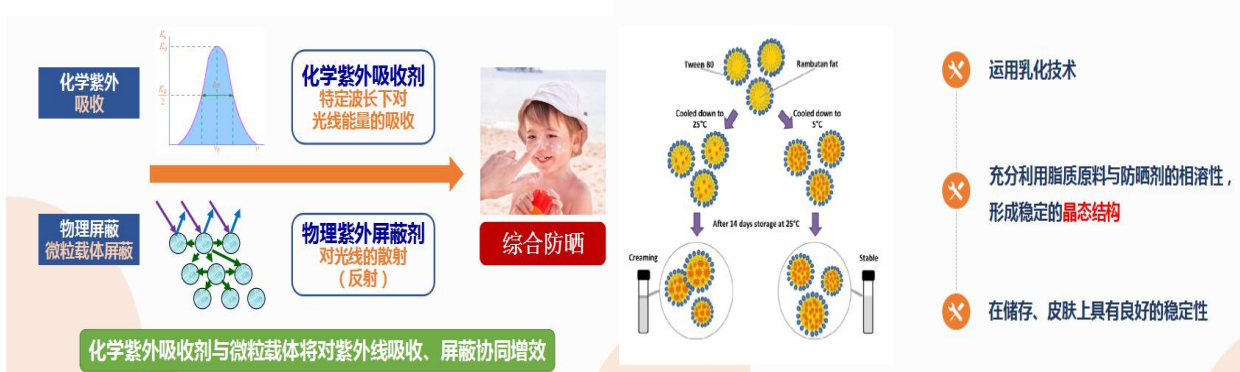 化学紫外
吸收
化学紫外吸收剂
特定波长下对
光线能量的吸收
物理屏蔽
微粒载体屏蔽
物理紫外屏蔽剂
对光线的散射
（反射）
综合防晒
化学紫外吸收剂与微粒载体将对紫外线吸收、屏蔽协同增效
Tween 80
Rambutan fat
Cooled down to
25°C
Cooled down to
5°C
After 14 days storage at 25°C
Creaming
Stable
运用乳化技术
充分利用脂质原料与防晒剂的相溶性，
形成稳定的晶态结构
在储存、皮肤上具有良好的稳定性